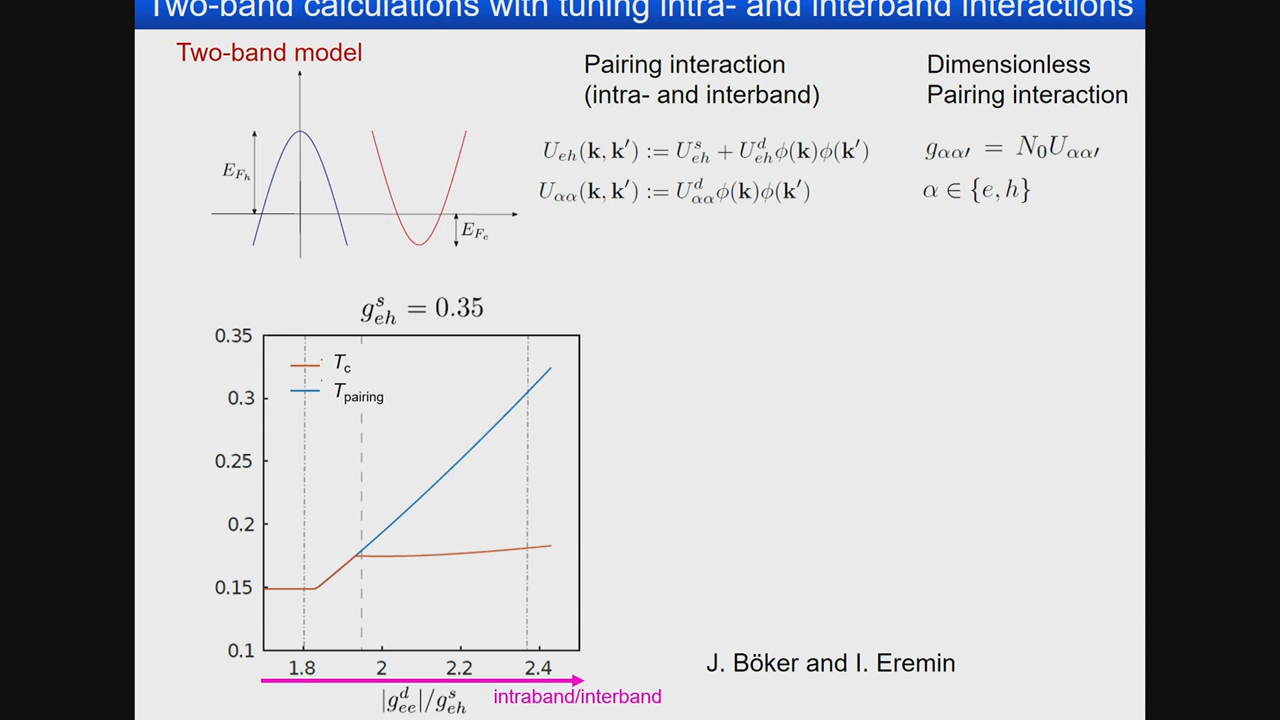 Two-band calculations with tuning intra- and interband interactions
Two-band model
Pairing interaction
(intra- and interband)
Dimensionless
Pairing interaction
E_{F_h}
E_{F_e}
U_{eh}(k, k′) := U^s_{eh} + U^d_{eh}ϕ(k)ϕ(k′)
U_{αα}(k, k′) := U^d_{αα}ϕ(k)ϕ(k′)
g_{αα′} = N_0U_{αα′}
α ∈ {e, h}
g^s_{eh} = 0.35
0.35
0.3
0.25
0.2
0.15
0.1
T_c
T_pairing
1.8 2 2.2 2.4
|g^d_{ee}|/g^s_{eh}
intraband/interband
J. Böker and I. Eremin